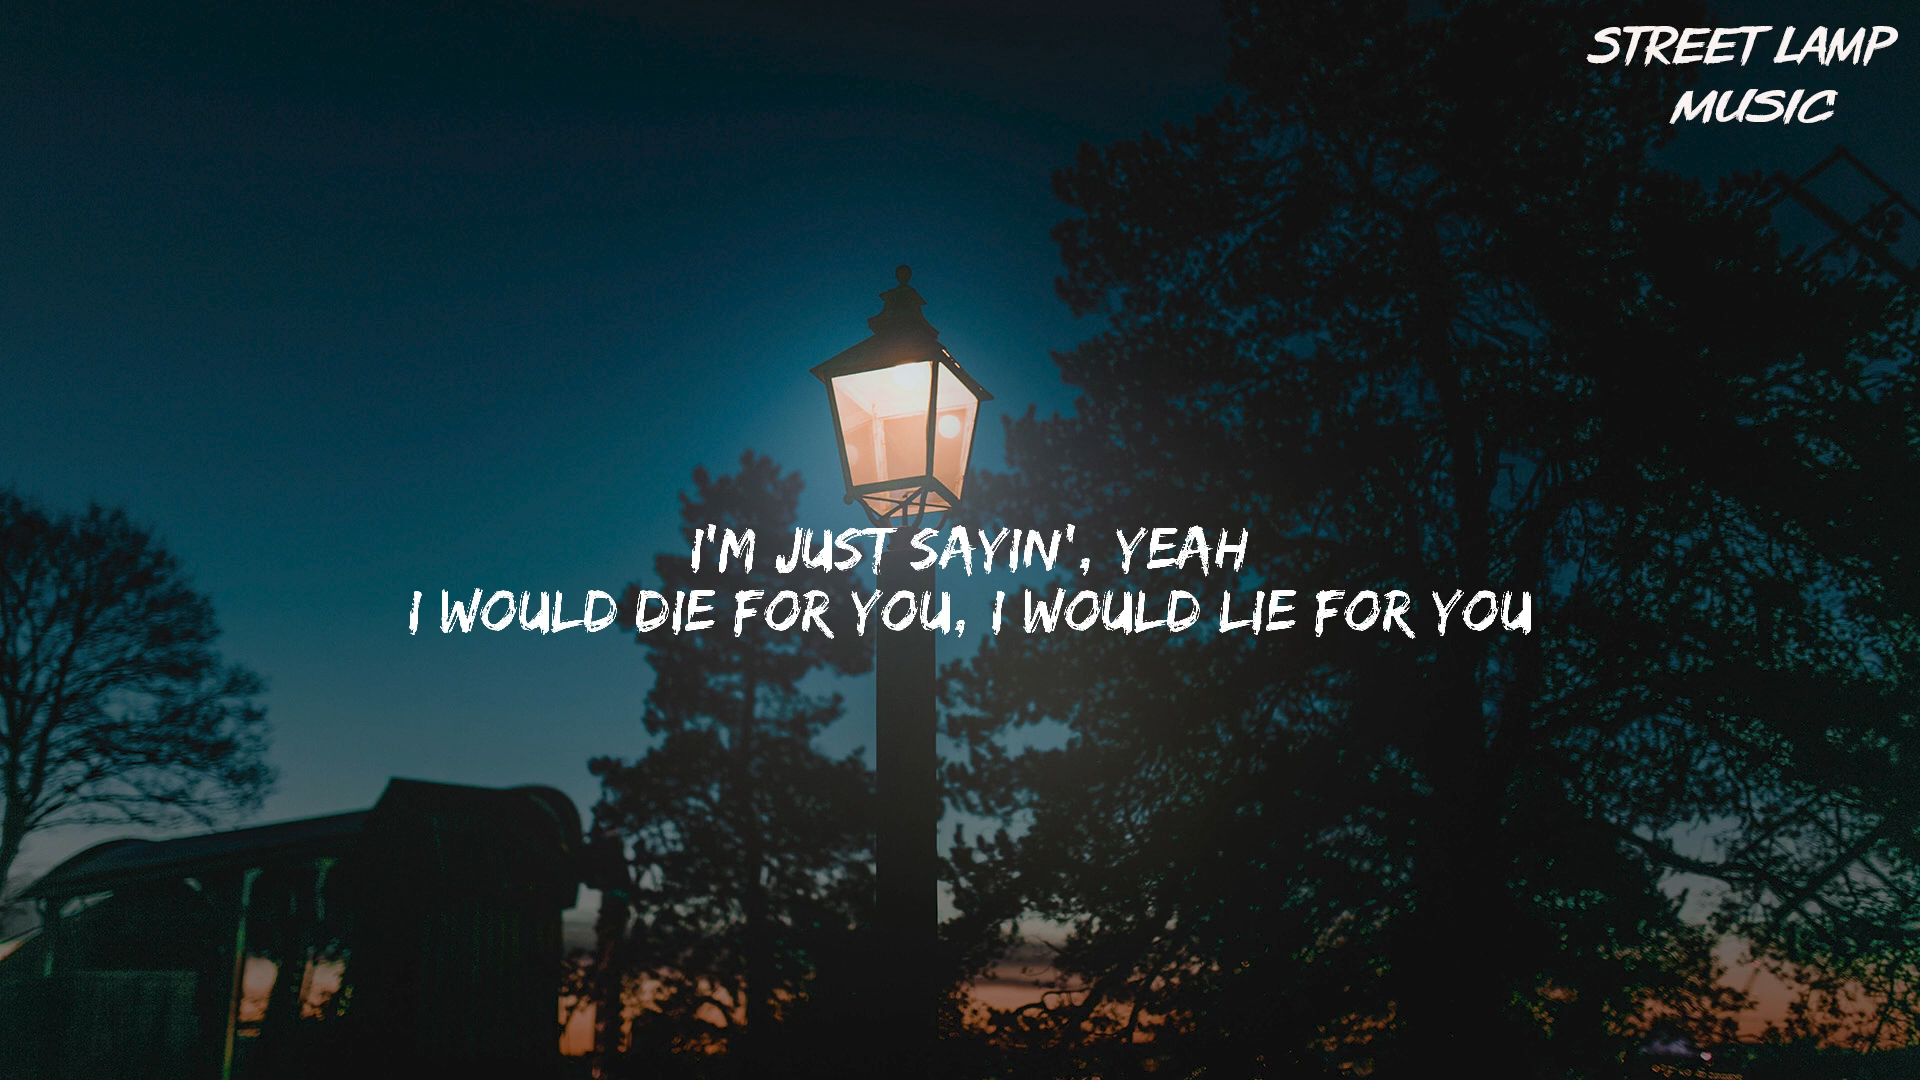 STREET LAMP
MUSIC
I'M JUST SAYIN', YEAH
I WOULD DIE FOR YOU, I WOULD LIE FOR YOU